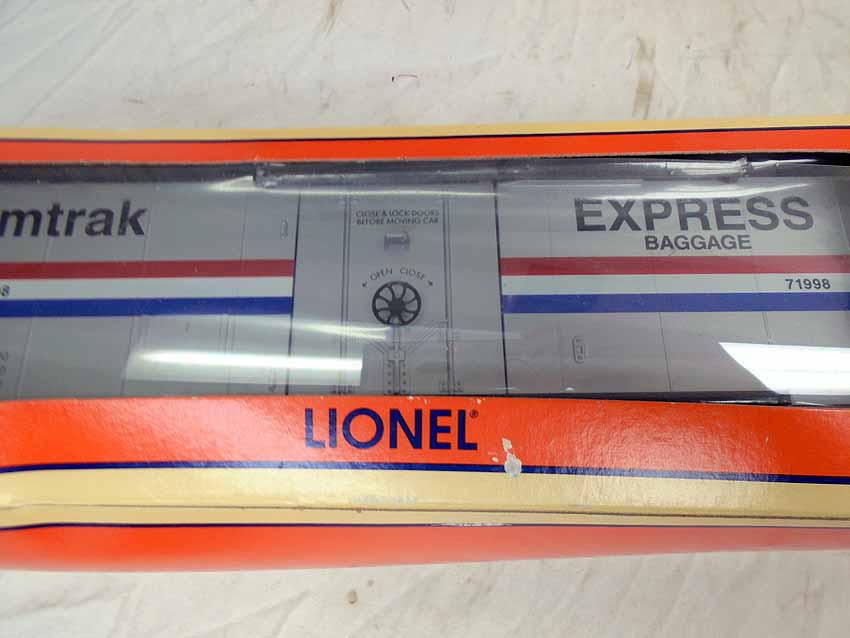 mtrak
CLOSE & LOCK DOORS
BEFORE MOVING CAR
EXPRESS
BAGGAGE
OPEN CLOSE
71998
8
LIONEL®